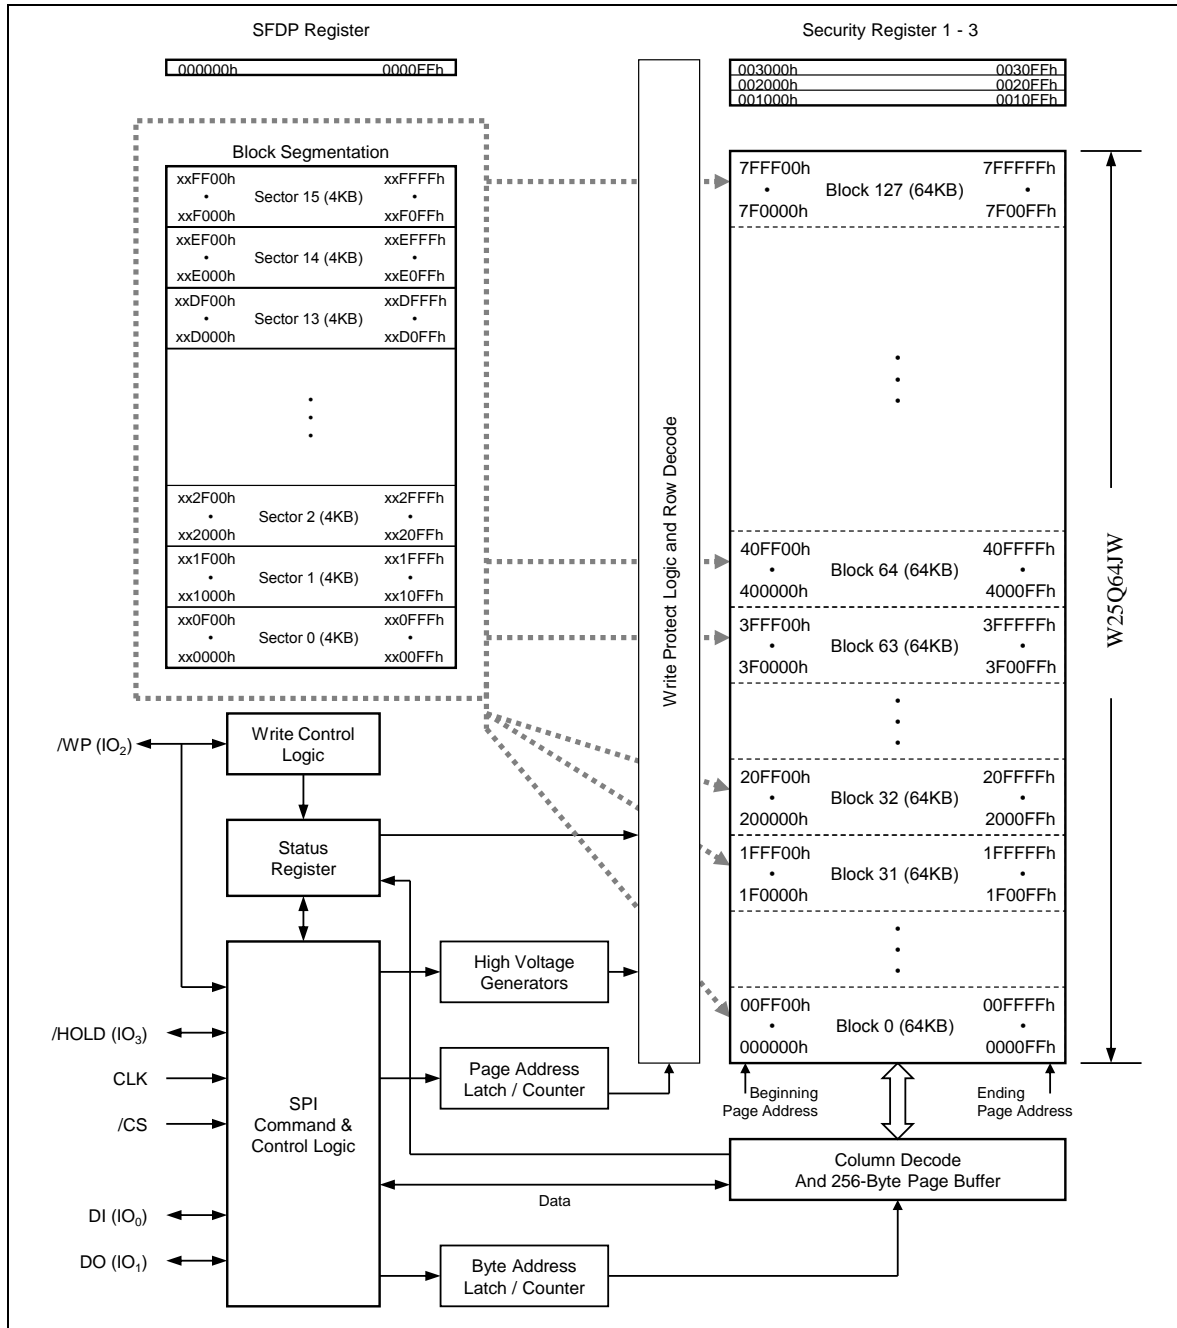 SFDP Register
000000h 0000FFh
Security Register 1 - 3
003000h 0030FFh
002000h 0020FFh
001000h 0010FFh
Block Segmentation
xxFF00h xxFFFFh
• Sector 15 (4KB) •
xxF000h xxF0FFh
xxEF00h xxEFFFh
• Sector 14 (4KB) •
xxE000h xxE0FFh
xxDF00h xxDFFFh
• Sector 13 (4KB) •
xxD000h xxD0FFh
xx2F00h xx2FFFh
• Sector 2 (4KB) •
xx2000h xx20FFh
xx1F00h xx1FFFh
• Sector 1 (4KB) •
xx1000h xx10FFh
xx0F00h xx0FFFh
• Sector 0 (4KB) •
xx0000h xx00FFh
Write Protect Logic and Row Decode
7FFF00h 7FFFFFh
• Block 127 (64KB) •
7F0000h 7F00FFh
40FF00h 40FFFFh
• Block 64 (64KB) •
400000h 4000FFh
3FFF00h 3FFFFFh
• Block 63 (64KB) •
3F0000h 3F00FFh
20FF00h 20FFFFh
• Block 32 (64KB) •
200000h 2000FFh
1FFF00h 1FFFFFh
• Block 31 (64KB) •
1F0000h 1F00FFh
00FF00h 00FFFFh
• Block 0 (64KB) •
000000h 0000FFh
W25Q64JW
Beginning
Page Address
Ending
Page Address
/WP (IO₂)
Write Control
Logic
Status
Register
High Voltage
Generators
/HOLD (IO₃)
CLK
/CS
SPI
Command &
Control Logic
Page Address
Latch / Counter
Column Decode
And 256-Byte Page Buffer
Data
DI (IO₀)
DO (IO₁)
Byte Address
Latch / Counter